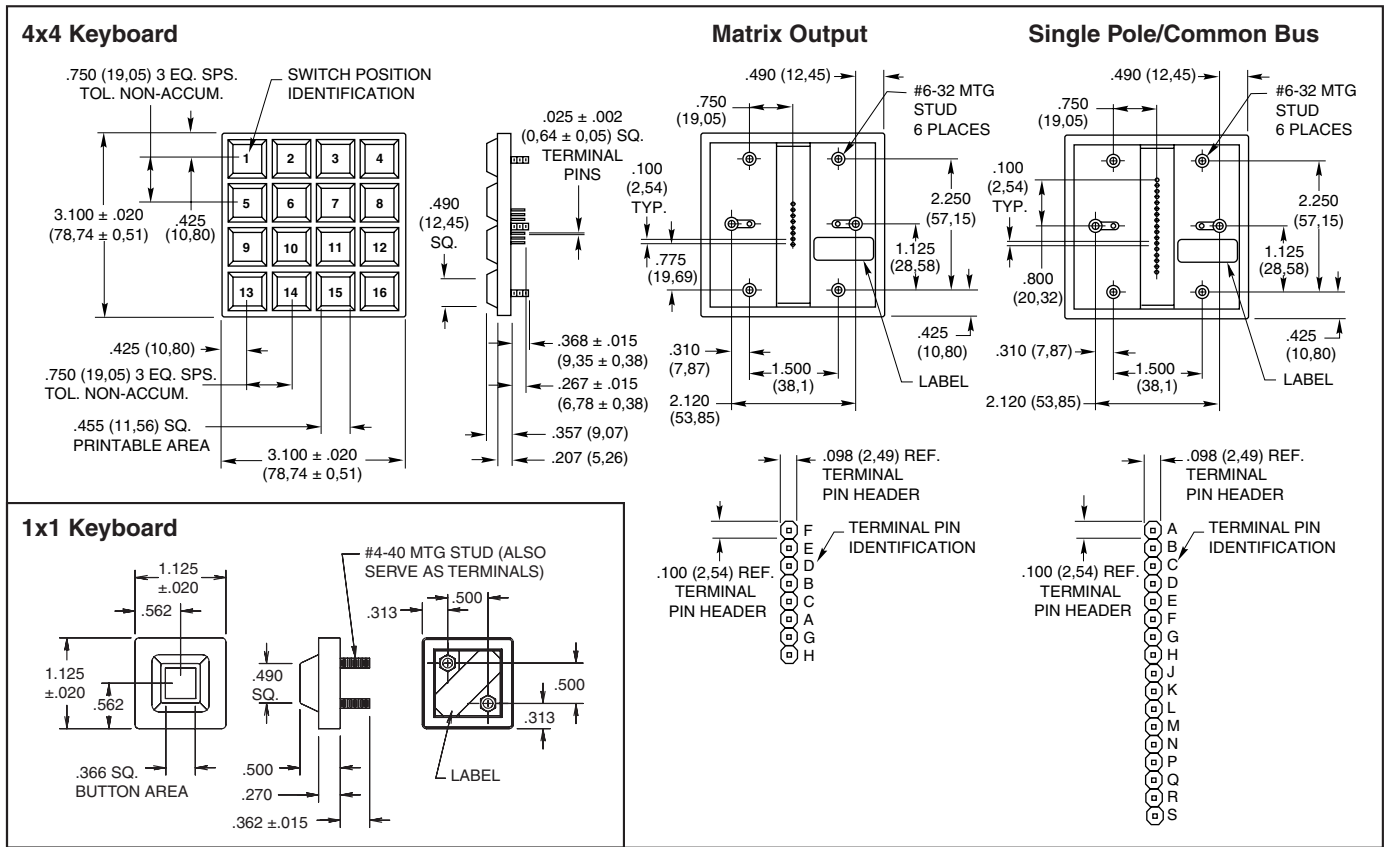 4x4 Keyboard
Matrix Output
Single Pole/Common Bus
.750 (19,05) 3 EQ. SPS.
TOL. NON-ACCUM.
SWITCH POSITION
IDENTIFICATION
3.100 ± .020
(78,74 ± 0,51)
.425
(10,80)
1 2 3 4
5 6 7 8
9 10 11 12
13 14 15 16
.425 (10,80)
.750 (19,05) 3 EQ. SPS.
TOL. NON-ACCUM.
.455 (11,56) SQ.
PRINTABLE AREA
3.100 ± .020
(78,74 ± 0,51)
.025 ± .002
(0,64 ± 0,05) SQ.
TERMINAL
PINS
.490
(12,45)
SQ.
.368 ± .015
(9,35 ± 0,38)
.267 ± .015
(6,78 ± 0,38)
.357 (9,07)
.207 (5,26)
.490 (12,45)
.750
(19,05)
#6-32 MTG
STUD
6 PLACES
.100
(2,54)
TYP.
2.250
(57,15)
1.125
(28,58)
.775
(19,69)
.425
(10,80)
.310
(7,87)
1.500
(38,1)
LABEL
2.120
(53,85)
.098 (2,49) REF.
TERMINAL
PIN HEADER
TERMINAL PIN
IDENTIFICATION
.100 (2,54) REF.
TERMINAL
PIN HEADER
F
E
D
B
C
A
G
H
.490 (12,45)
.750
(19,05)
#6-32 MTG
STUD
6 PLACES
.100
(2,54)
TYP.
2.250
(57,15)
1.125
(28,58)
.800
(20,32)
.425
(10,80)
.310 (7,87)
1.500
(38,1)
LABEL
2.120 (53,85)
.098 (2,49) REF.
TERMINAL
PIN HEADER
TERMINAL PIN
IDENTIFICATION
.100 (2,54) REF.
TERMINAL
PIN HEADER
A
B
C
D
E
F
G
H
J
K
L
M
N
P
Q
R
S
1x1 Keyboard
1.125
±.020
.562
1.125
±.020
.562
.366 SQ.
BUTTON AREA
#4-40 MTG STUD (ALSO
SERVE AS TERMINALS)
.490
SQ.
.500
.270
.362 ±.015
.313
.500
.500
.313
LABEL